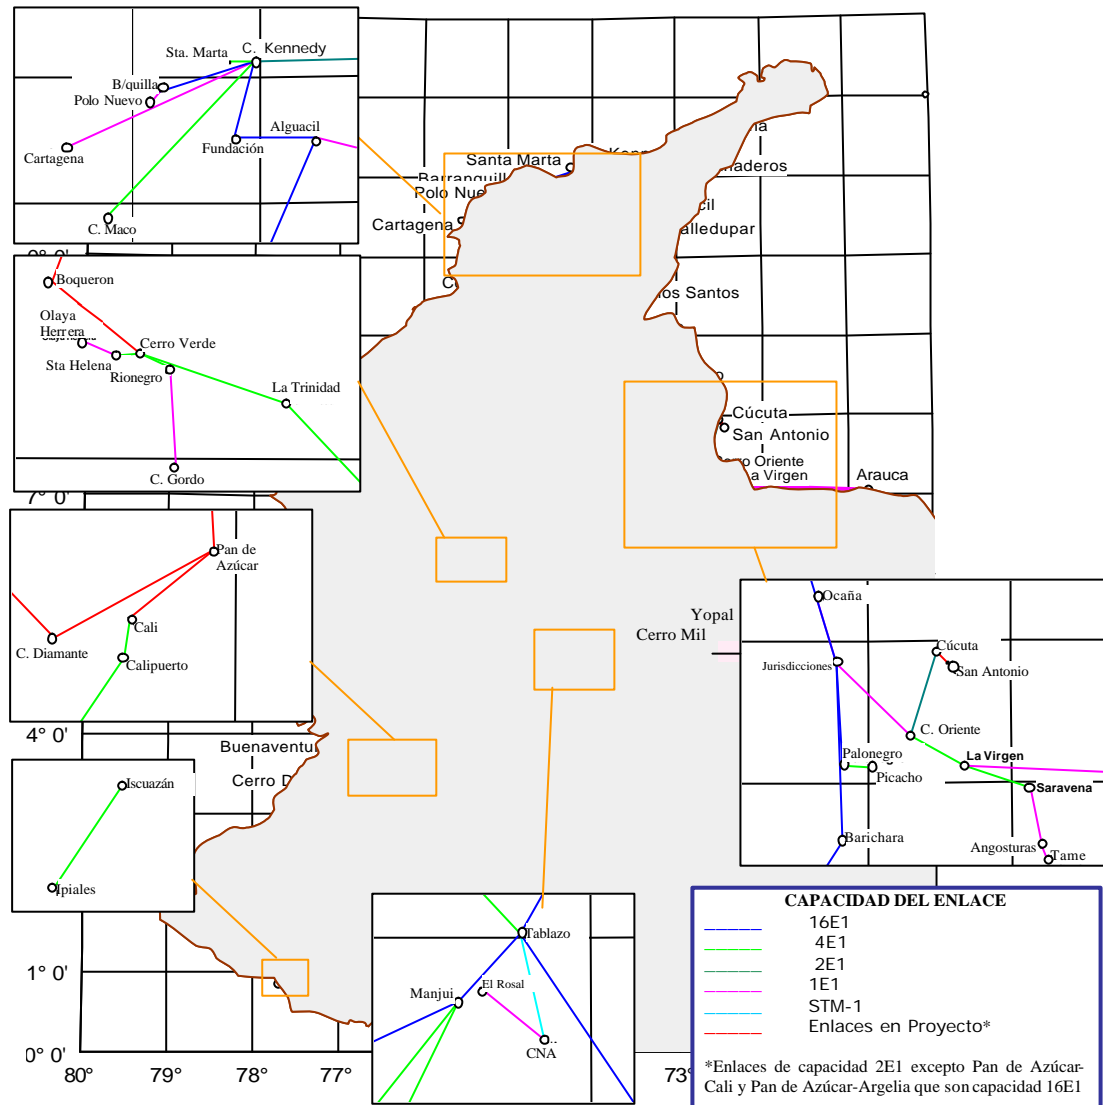 Sta. Marta
C. Kennedy
B/quilla
Polo Nuevo
Alguacil
Fundación
Cartagena
C. Maco
Santa Marta
Polo Nue
Cartagena
naderos
alledupar
os Santos
Boqueron
Olaya
Herrera
Cerro Verde
Sta Helena
Rionegro
La Trinidad
C. Gordo
Cúcuta
San Antonio
rro Oriente
a Virgen
Arauca
7° 0'
Pan de
Azúcar
Cali
C. Diamante
Calipuerto
Yopal
Cerro Mil
Ocaña
Cúcuta
Jurisdicciones
San Antonio
C. Oriente
Palonegro
La Virgen
Picacho
Saravena
Barichara
Angosturas
Tame
4° 0'
Buenaventu
Cerro D
Iscuazán
Ipiales
1° 0'
Tablazo
El Rosal
Manjui
CNA
0° 0'
80°
79°
77°
73°
CAPACIDAD DEL ENLACE
16E1
4E1
2E1
1E1
STM-1
Enlaces en Proyecto*
*Enlaces de capacidad 2E1 excepto Pan de Azúcar-
Cali y Pan de Azúcar-Argelia que son capacidad 16E1